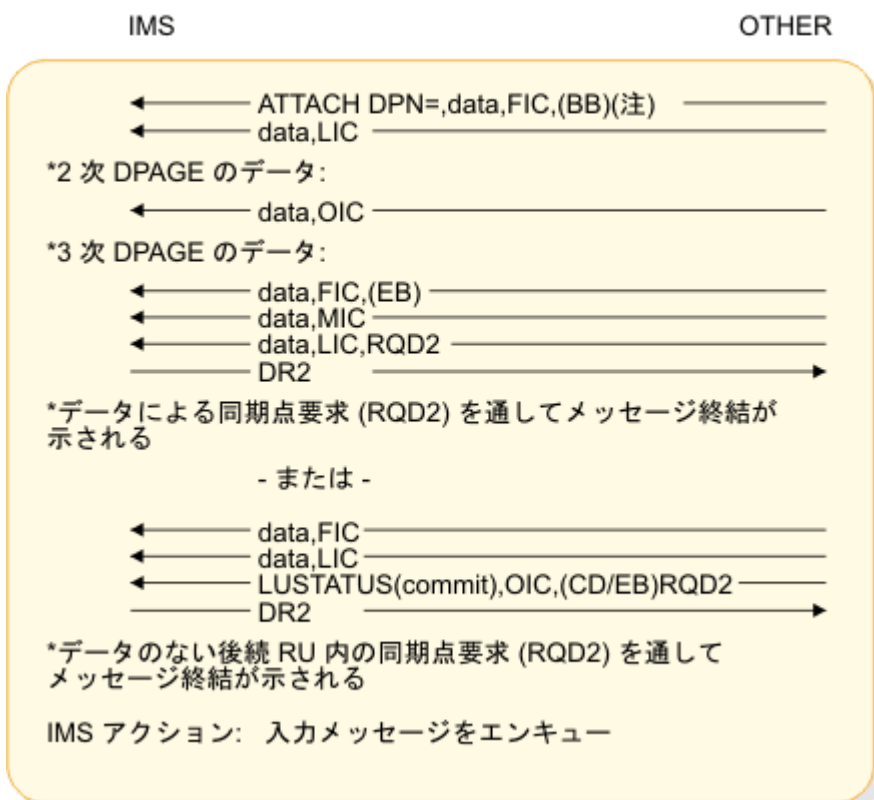 IMS OTHER
ATTACH DPN=,data,FIC,(BB)(注)
data,LIC
*2 次 DPAGE のデータ:
data,OIC
*3 次 DPAGE のデータ:
data,FIC,(EB)
data,MIC
data,LIC,RQD2
DR2
*データによる同期点要求 (RQD2) を通してメッセージ終結が
示される
- または -
data,FIC
data,LIC
LUSTATUS(commit),OIC,(CD/EB)RQD2
DR2
*データのない後続 RU 内の同期点要求 (RQD2) を通して
メッセージ終結が示される
IMS アクション: 入力メッセージをエンキュー